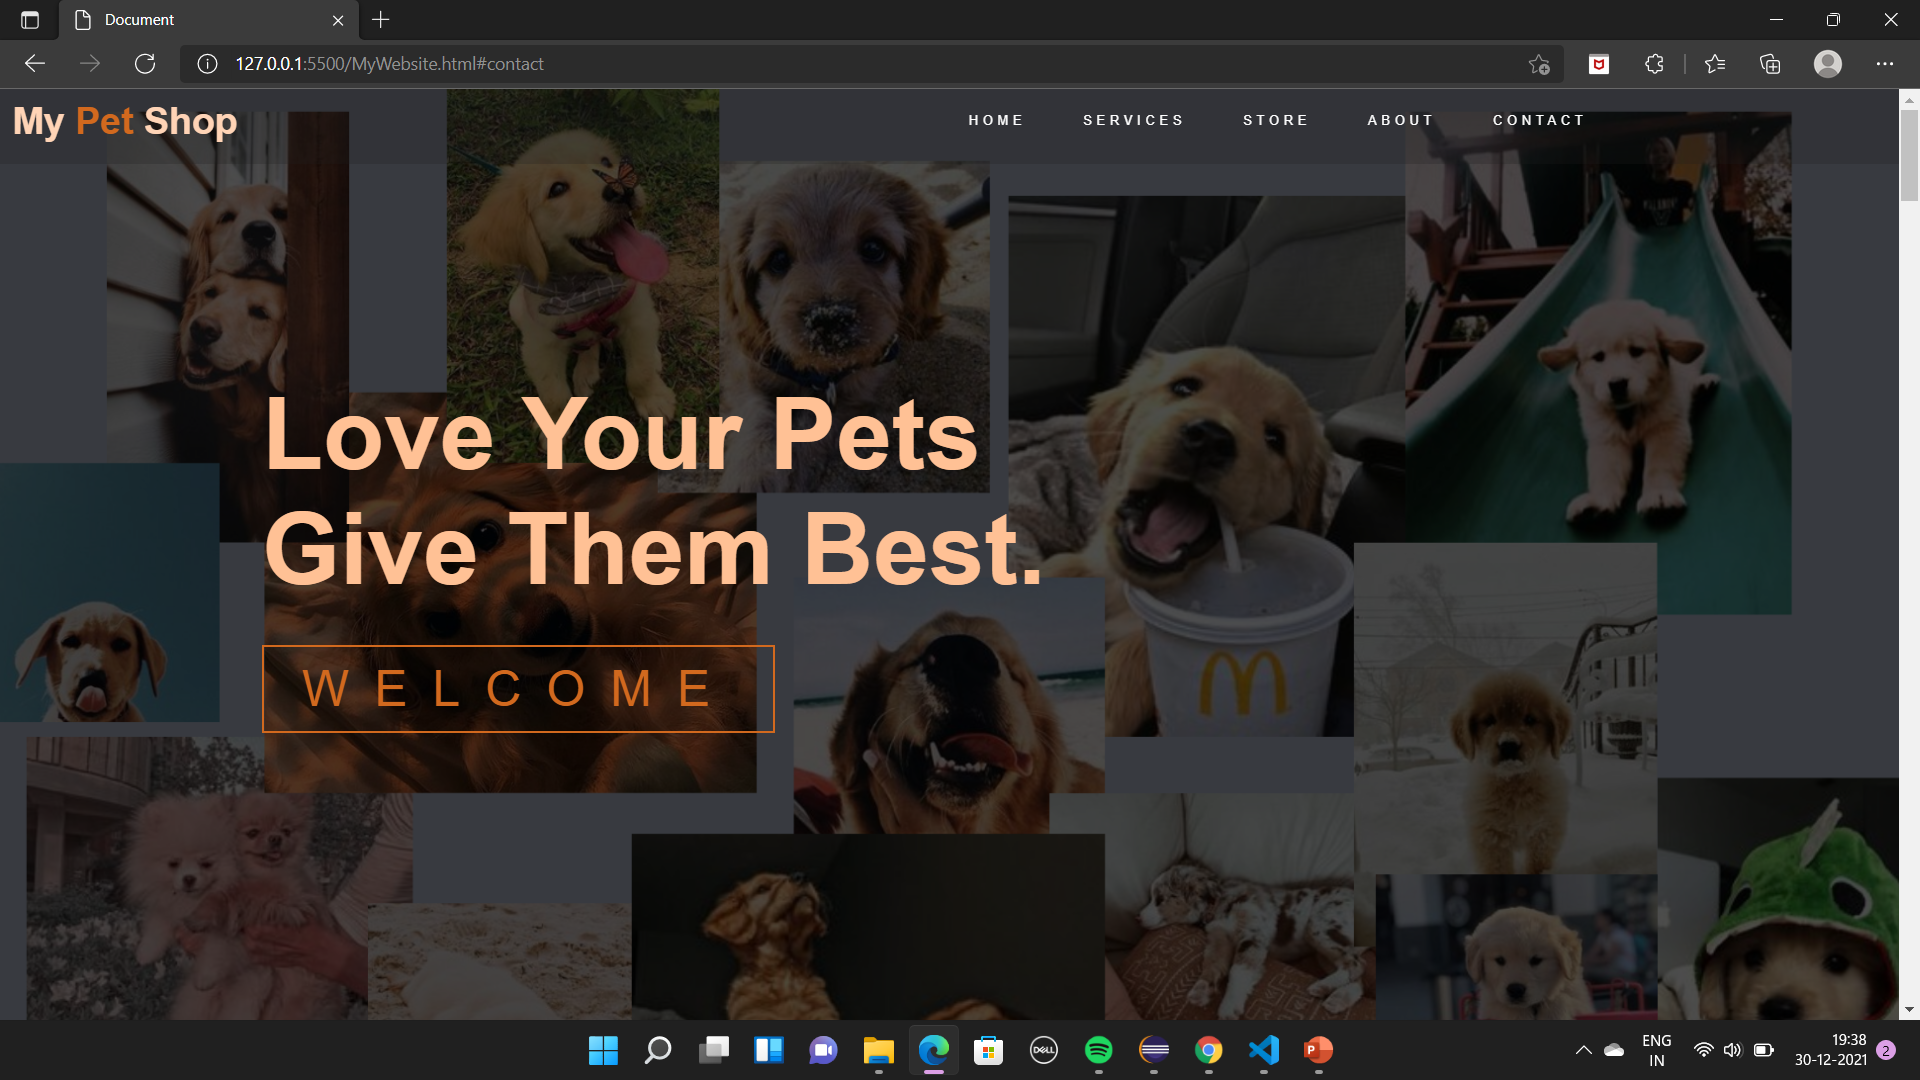 Document
127.0.0.1:5500/MyWebsite.html#contact
My Pet Shop
HOME SERVICES STORE ABOUT CONTACT
Love Your Pets
Give Them Best.
WELCOME
DELL
ENG
IN
19:38
30-12-2021
2